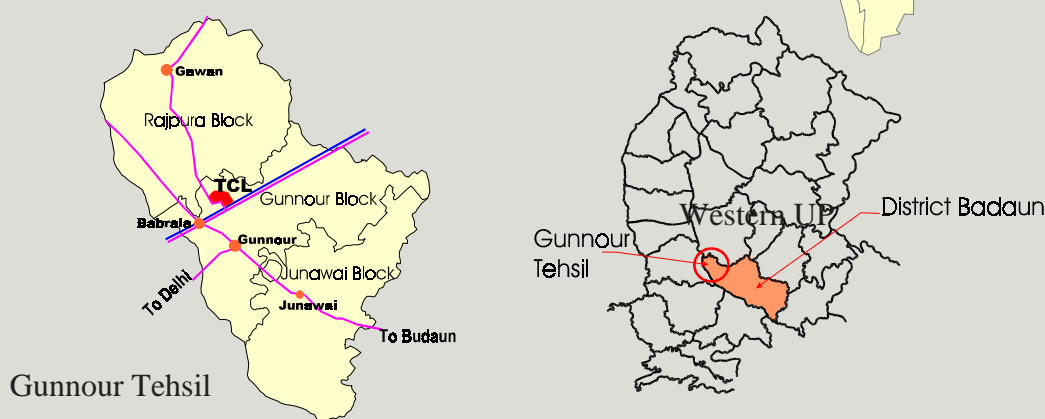 Gawan
Rajpura Block
TCL
Gunnour Block
Babrala
Gunnour
Junawai Block
To Delhi
Junawai
To Budaun
Gunnour Tehsil
Western UP
District Badaun
Gunnour
Tehsil